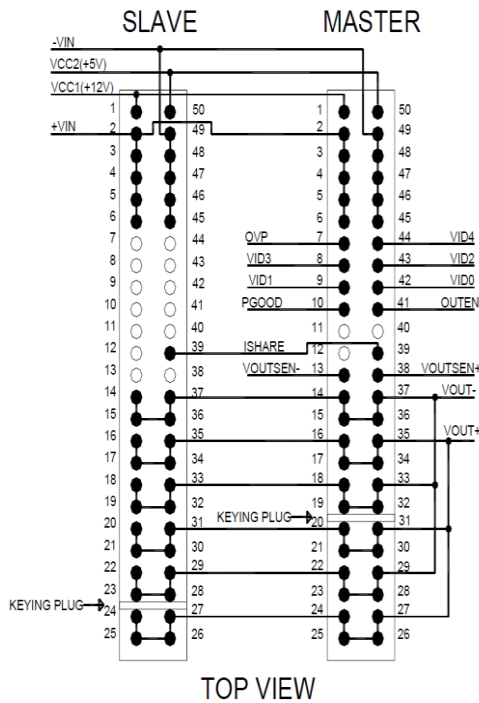 SLAVE MASTER
-VIN
VCC2(+5V)
VCC1(+12V)
1 50 1 50
+VIN 2 49 2 49
3 48 3 48
4 47 4 47
5 46 5 46
6 45 6 45
7 44 OVP 7 44 VID4
8 43 VID3 8 43 VID2
9 42 VID1 9 42 VID0
10 41 PGOOD 10 41 OUTEN
11 40 11 40
12 39 ISHARE 12 39
13 38 VOUTSEN- 13 38 VOUTSEN+
14 37 14 37 VOUT-
15 36 15 36
16 35 16 35 VOUT+
17 34 17 34
18 33 18 33
19 32 19 32
20 31 KEYING PLUG 20 31
21 30 21 30
22 29 22 29
23 28 23 28
KEYING PLUG 24 27 24 27
25 26 25 26
TOP VIEW